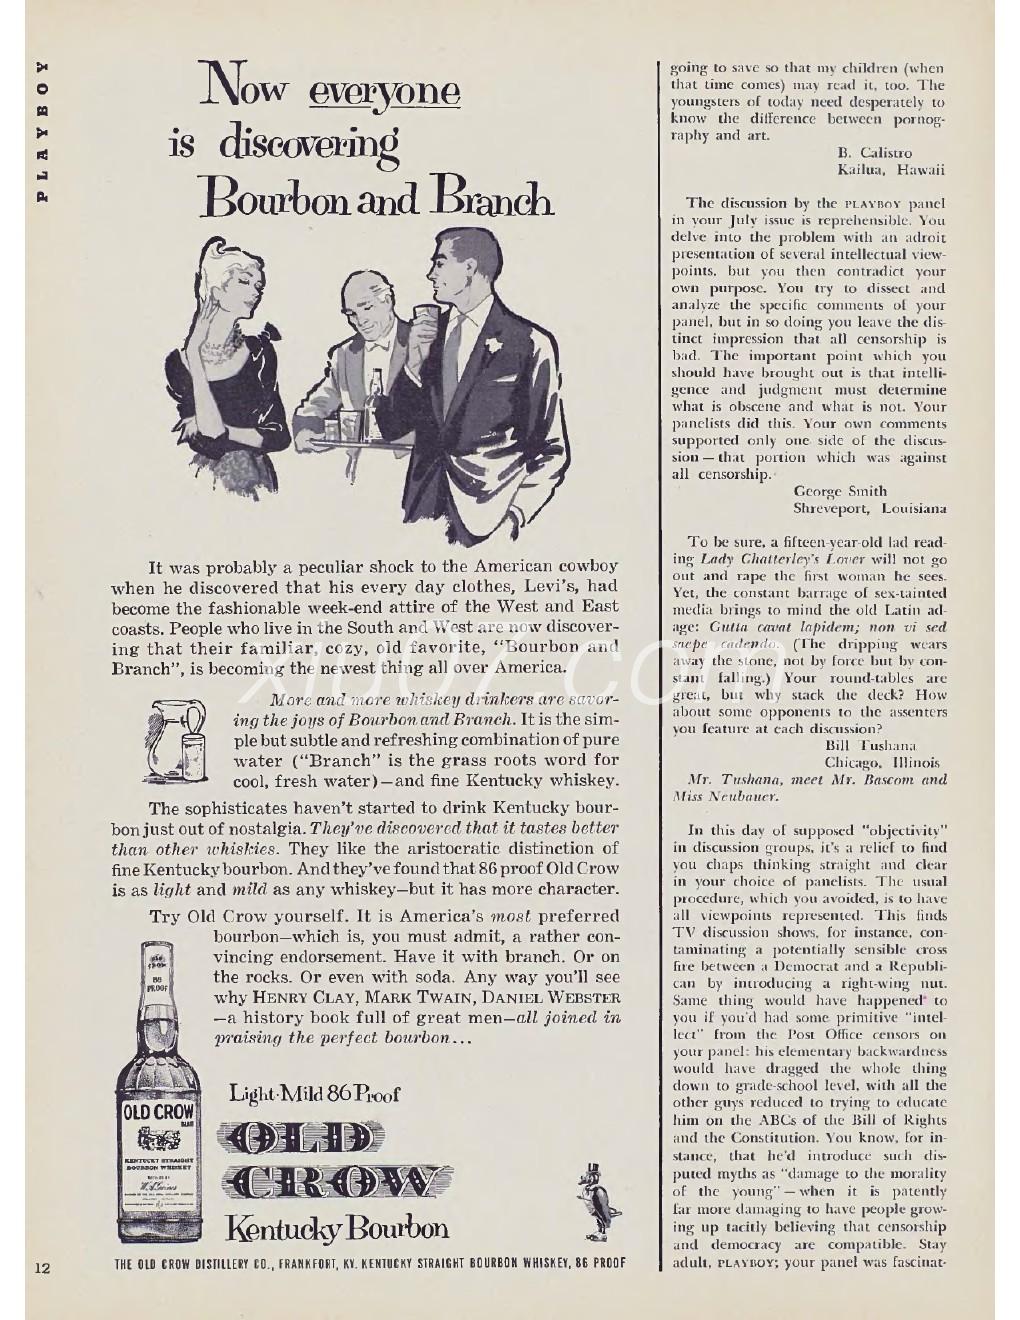 PLAYBOY
Now everyone
is discovering
Bourbon and Branch
It was probably a peculiar shock to the American cowboy
when he discovered that his every day clothes, Levi's, had
become the fashionable week-end attire of the West and East
coasts. People who live in the South and West are now discover-
ing that their familiar, cozy, old favorite, "Bourbon and
Branch", is becoming the newest thing all over America.
More and more whiskey drinkers are savor-
ing the joys of Bourbon and Branch. It is the sim-
ple but subtle and refreshing combination of pure
water ("Branch" is the grass roots word for
cool, fresh water)—and fine Kentucky whiskey.
The sophisticates haven't started to drink Kentucky bour-
bon just out of nostalgia. They've discovered that it tastes better
than other whiskies. They like the aristocratic distinction of
fine Kentucky bourbon. And they've found that 86 proof Old Crow
is as light and mild as any whiskey—but it has more character.
Try Old Crow yourself. It is America's most preferred
bourbon—which is, you must admit, a rather con-
vincing endorsement. Have it with branch. Or on
the rocks. Or even with soda. Any way you'll see
why HENRY CLAY, MARK TWAIN, DANIEL WEBSTER
—a history book full of great men—all joined in
praising the perfect bourbon...
OLD
CROW
86
PROOF
OLD CROW
BRAND
KENTUCKY STRAIGHT
BOURBON WHISKEY
Light·Mild 86 Proof
OLD
CROW
Kentucky Bourbon
THE OLD CROW DISTILLERY CO., FRANKFORT, KY. KENTUCKY STRAIGHT BOURBON WHISKEY, 86 PROOF
12
going to save so that my children (when
that time comes) may read it, too. The
youngsters of today need desperately to
know the difference between pornog-
raphy and art.
B. Calistro
Kailua, Hawaii
The discussion by the PLAYBOY panel
in your July issue is reprehensible. You
delve into the problem with an adroit
presentation of several intellectual view-
points, but you then contradict your
own purpose. You try to dissect and
analyze the specific comments of your
panel, but in so doing you leave the dis-
tinct impression that all censorship is
bad. The important point which you
should have brought out is that intelli-
gence and judgment must determine
what is obscene and what is not. Your
panelists did this. Your own comments
supported only one side of the discus-
sion—that portion which was against
all censorship.
George Smith
Shreveport, Louisiana
To be sure, a fifteen-year-old lad read-
ing Lady Chatterley's Lover will not go
out and rape the first woman he sees.
Yet, the constant barrage of sex-tainted
media brings to mind the old Latin ad-
age: Gutta cavat lapidem; non vi sed
saepe cadendo. (The dripping wears
away the stone, not by force but by con-
stant falling.) Your round-tables are
great, but why stack the deck? How
about some opponents to the assenters
you feature at each discussion?
Bill Tushana
Chicago, Illinois
Mr. Tushana, meet Mr. Bascom and
Miss Neubauer.
In this day of supposed "objectivity"
in discussion groups, it's a relief to find
you chaps thinking straight and clear
in your choice of panelists. The usual
procedure, which you avoided, is to have
all viewpoints represented. This finds
TV discussion shows, for instance, con-
taminating a potentially sensible cross
fire between a Democrat and a Republi-
can by introducing a right-wing nut.
Same thing would have happened to
you if you'd had some primitive "intel-
lect" from the Post Office censors on
your panel: his elementary backwardness
would have dragged the whole thing
down to grade-school level, with all the
other guys reduced to trying to educate
him on the ABCs of the Bill of Rights
and the Constitution. You know, for in-
stance, that he'd introduce such dis-
puted myths as "damage to the morality
of the young"—when it is patently
far more damaging to have people grow-
ing up tacitly believing that censorship
and democracy are compatible. Stay
adult, PLAYBOY; your panel was fascinat-